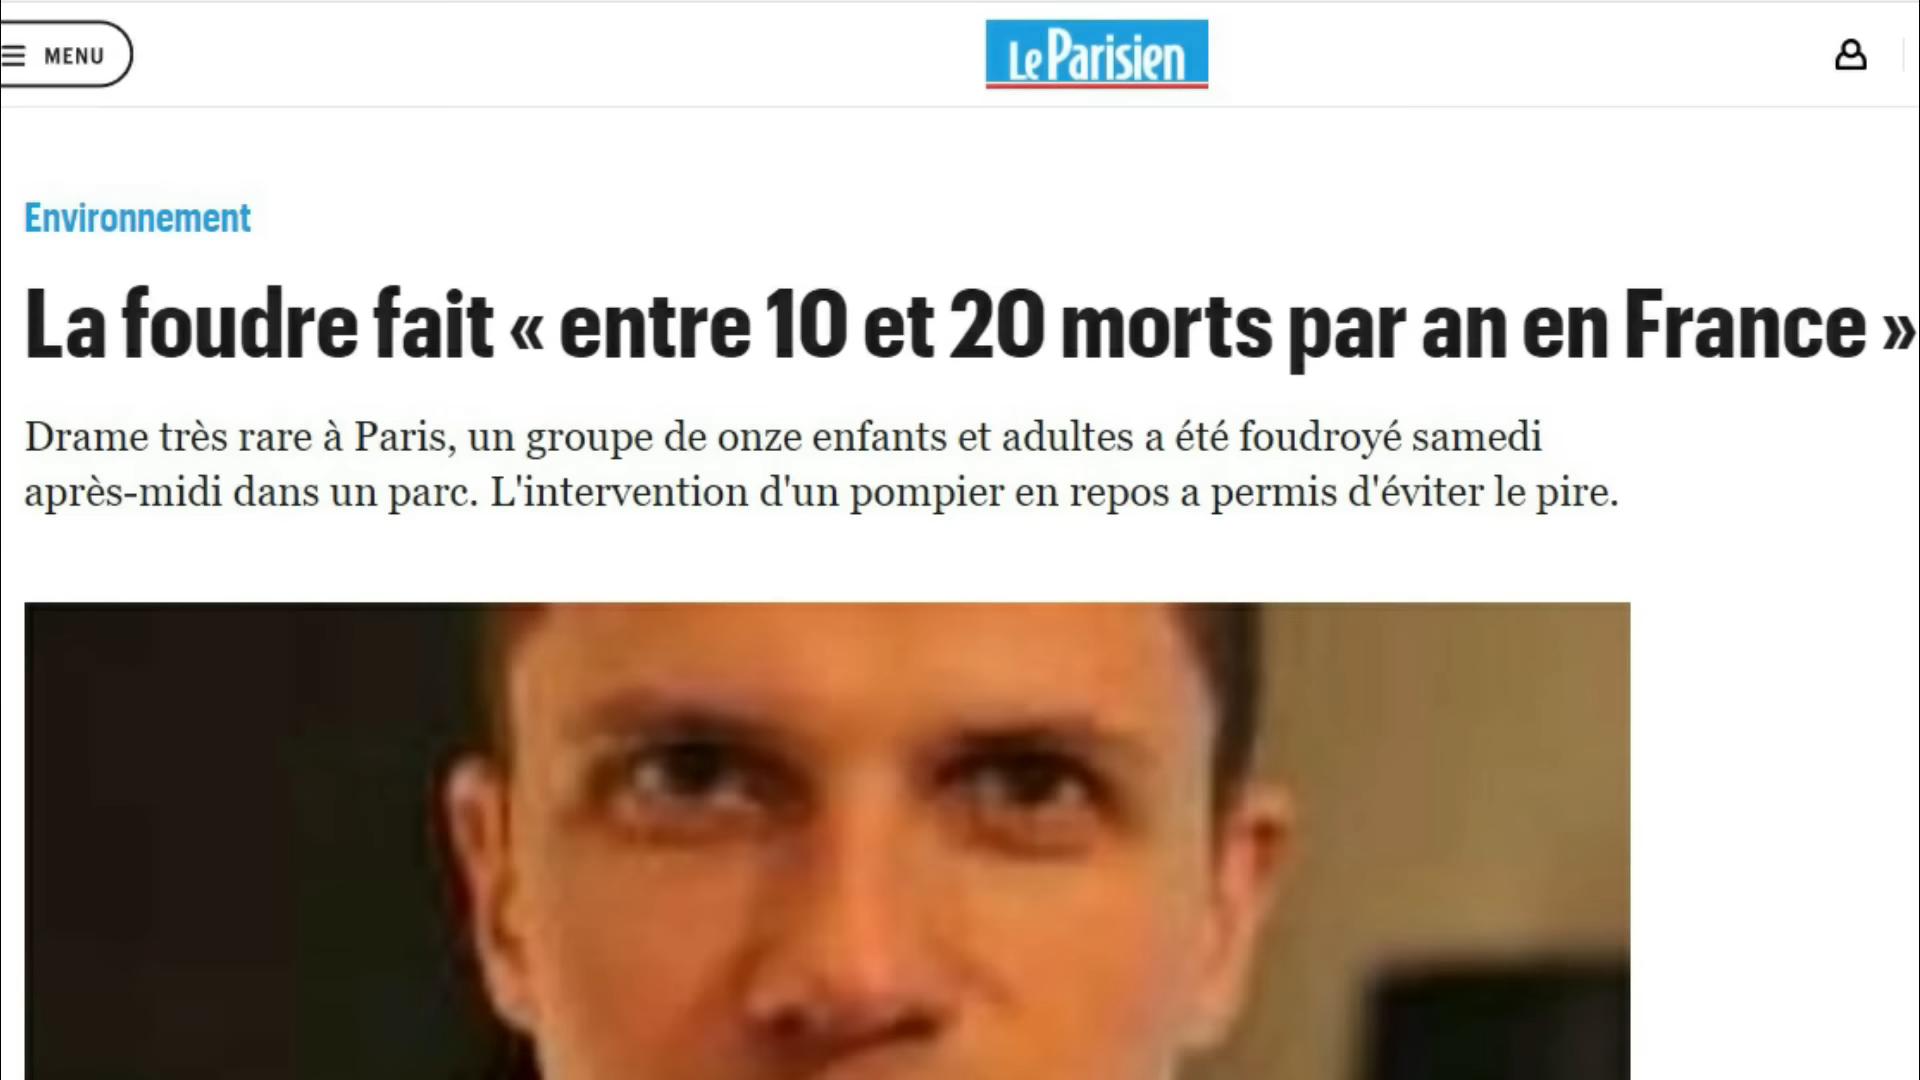 MENU
Le Parisien
Environnement
La foudre fait « entre 10 et 20 morts par an en France »
Drame très rare à Paris, un groupe de onze enfants et adultes a été foudroyé samedi
après-midi dans un parc. L'intervention d'un pompier en repos a permis d'éviter le pire.